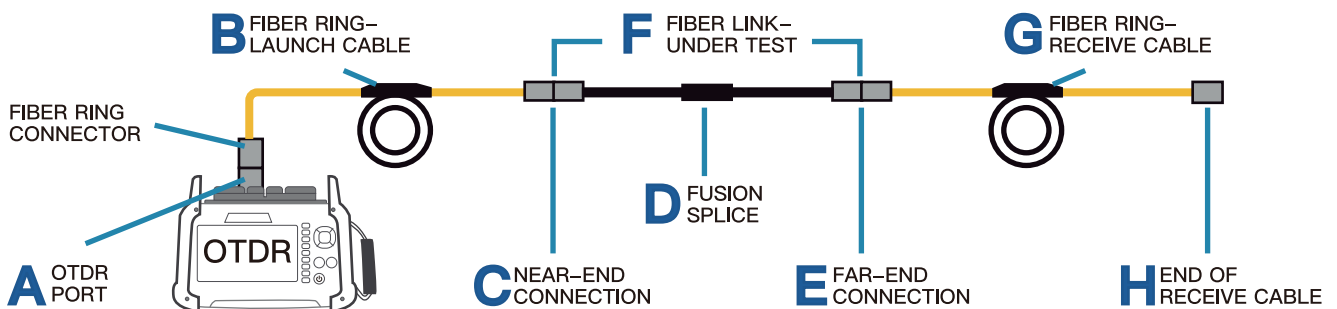 B FIBER RING–
LAUNCH CABLE
F FIBER LINK–
UNDER TEST
G FIBER RING–
RECEIVE CABLE
FIBER RING
CONNECTOR
D FUSION
SPLICE
OTDR
A OTDR
PORT
C NEAR–END
CONNECTION
E FAR–END
CONNECTION
H END OF
RECEIVE CABLE